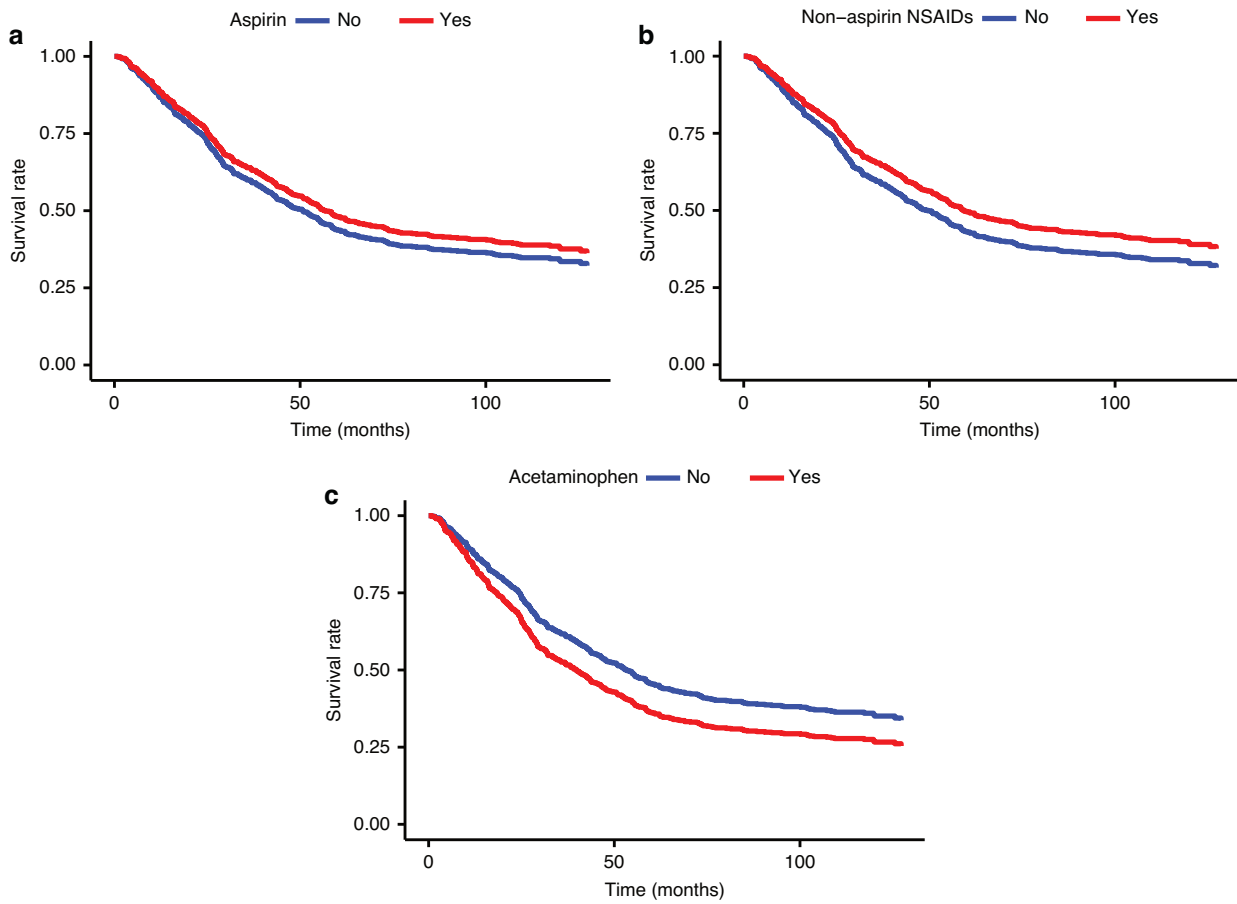 a
Aspirin No Yes
1.00
0.75
0.50
0.25
0.00
Survival rate
0 50 100
Time (months)
b
Non−aspirin NSAIDs No Yes
1.00
0.75
0.50
0.25
0.00
Survival rate
0 50 100
Time (months)
c
Acetaminophen No Yes
1.00
0.75
0.50
0.25
0.00
Survival rate
0 50 100
Time (months)